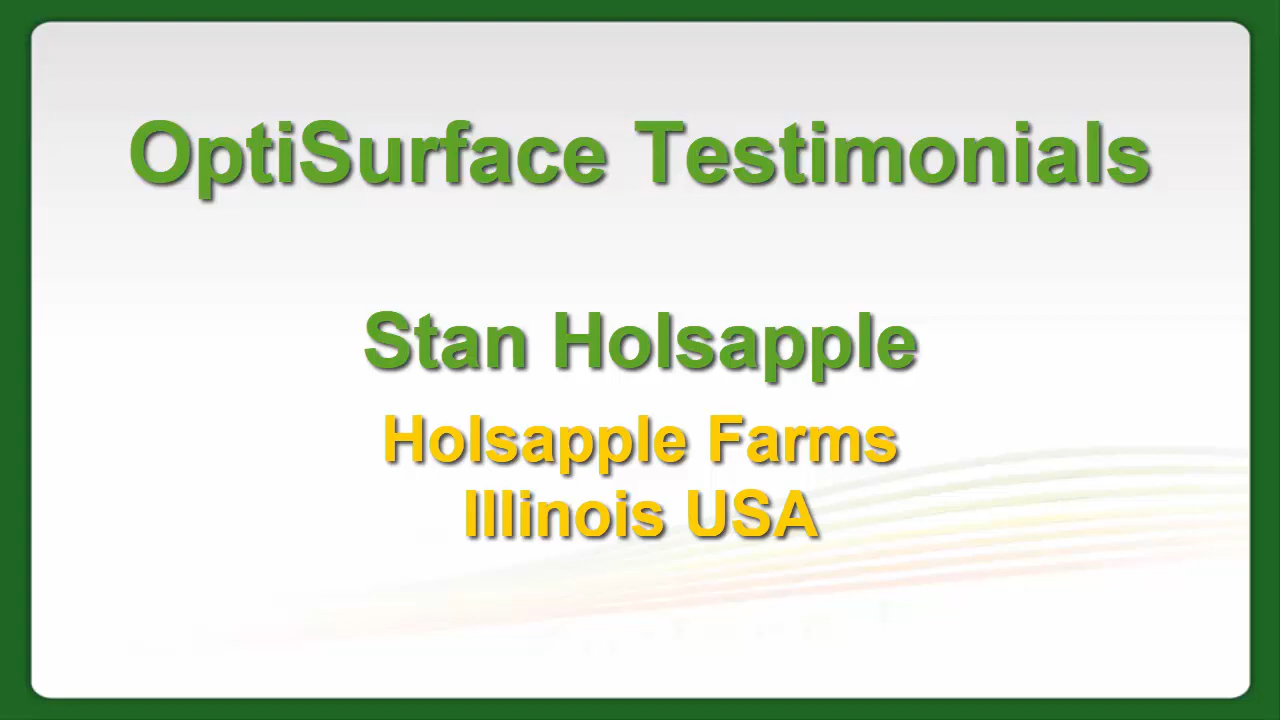 OptiSurface Testimonials
Stan Holsapple
Holsapple Farms
Illinois USA